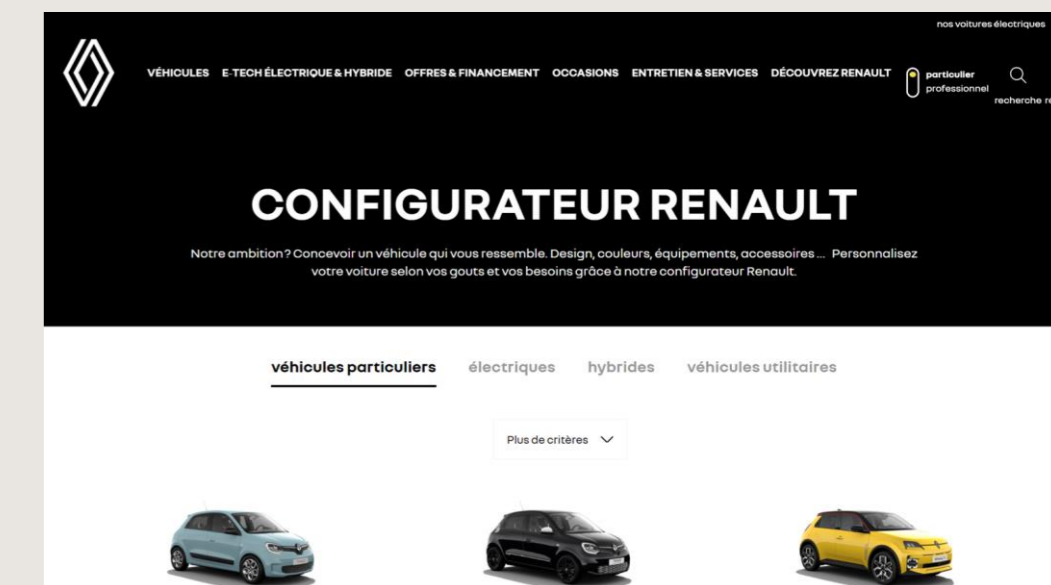 nos voitures électriques
VÉHICULES E-TECH ÉLECTRIQUE & HYBRIDE OFFRES & FINANCEMENT OCCASIONS ENTRETIEN & SERVICES DÉCOUVREZ RENAULT
particulier
professionnel
recherche
CONFIGURATEUR RENAULT
Notre ambition ? Concevoir un véhicule qui vous ressemble. Design, couleurs, équipements, accessoires ... Personnalisez
votre voiture selon vos gouts et vos besoins grâce à notre configurateur Renault.
véhicules particuliers électriques hybrides véhicules utilitaires
Plus de critères